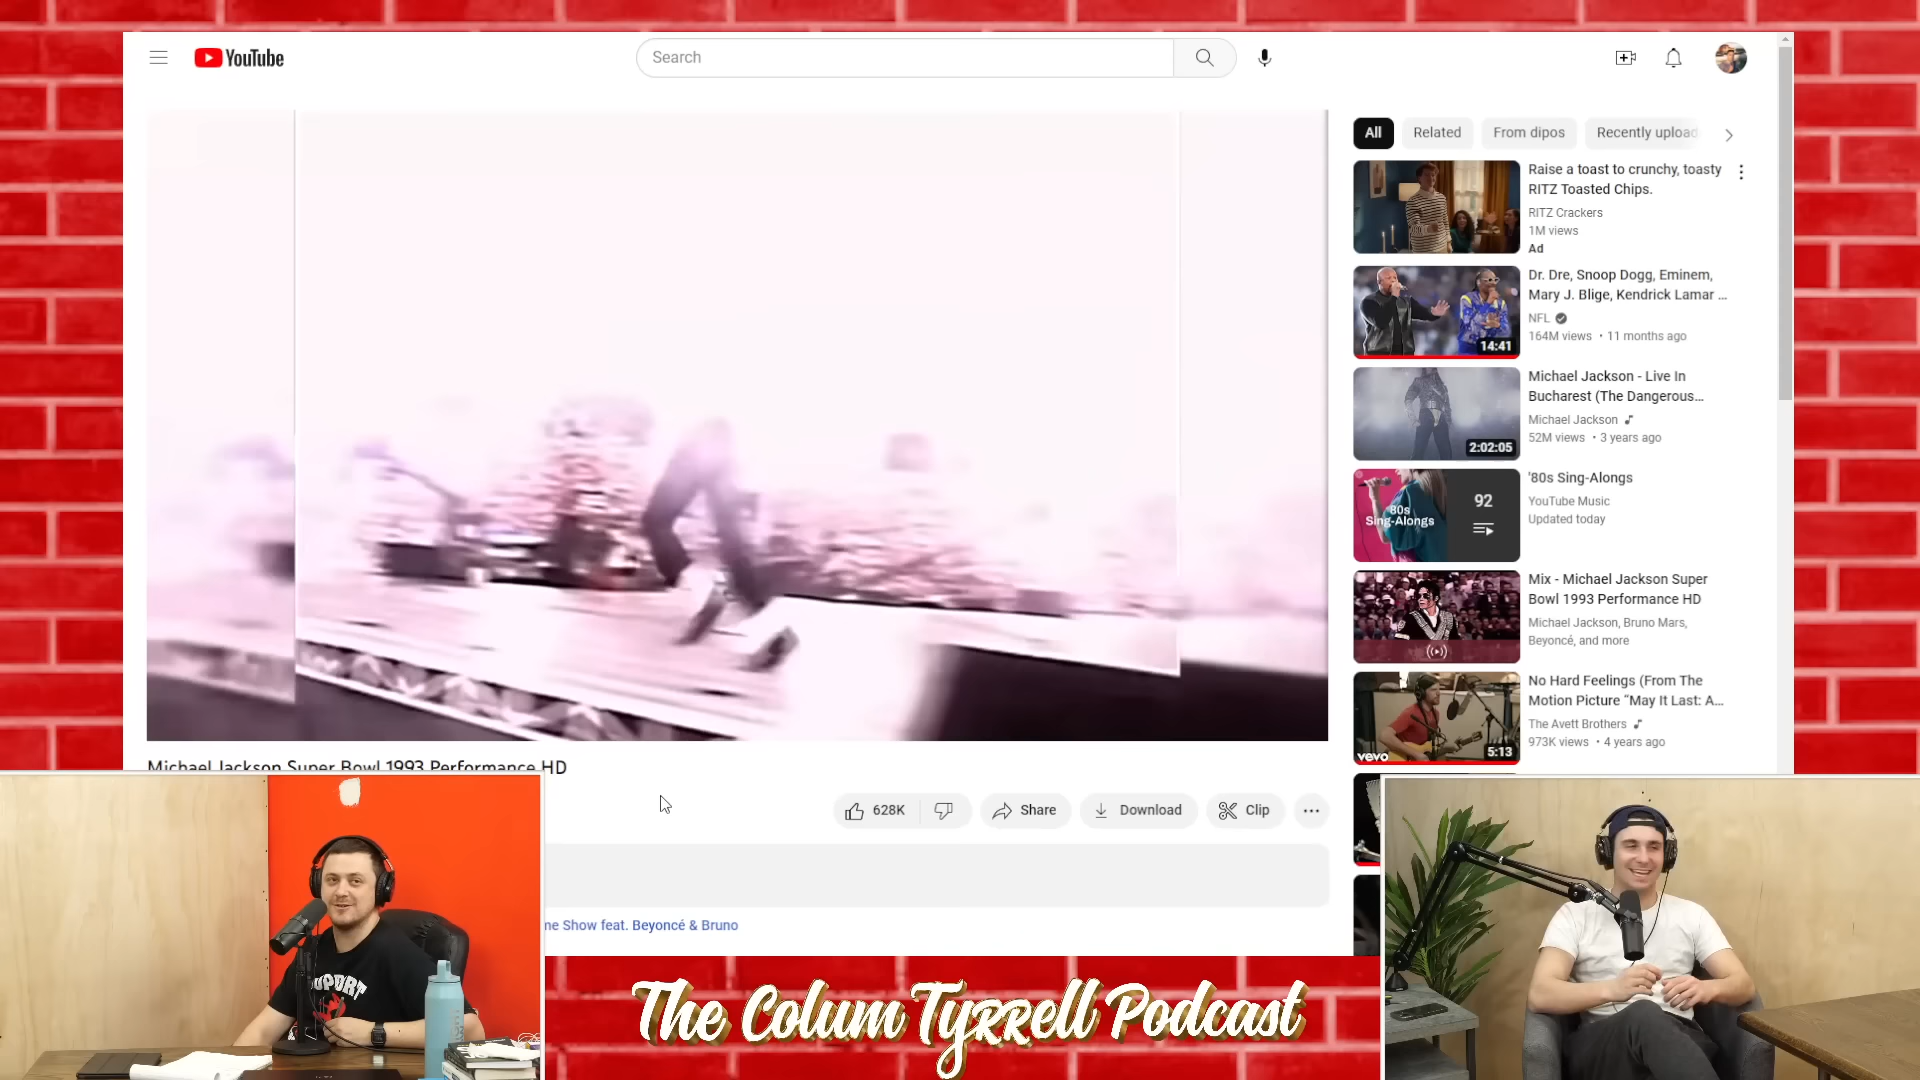 YouTube
Search
All
Related
From dipos
Recently upload
Raise a toast to crunchy, toasty
RITZ Toasted Chips.
RITZ Crackers
1M views
Ad
Dr. Dre, Snoop Dogg, Eminem,
Mary J. Blige, Kendrick Lamar ...
NFL
164M views • 11 months ago
14:41
Michael Jackson - Live In
Bucharest (The Dangerous...
Michael Jackson
52M views • 3 years ago
2:02:05
'80s Sing-Alongs
YouTube Music
Updated today
80s
Sing-Alongs
92
Mix - Michael Jackson Super
Bowl 1993 Performance HD
Michael Jackson, Bruno Mars,
Beyoncé, and more
No Hard Feelings (From The
Motion Picture “May It Last: A...
The Avett Brothers
973K views • 4 years ago
5:13
vevo
Michael Jackson Super Bowl 1993 Performance HD
628K
Share
Download
Clip
ne Show feat. Beyoncé & Bruno
The Colum Tyrrell Podcast